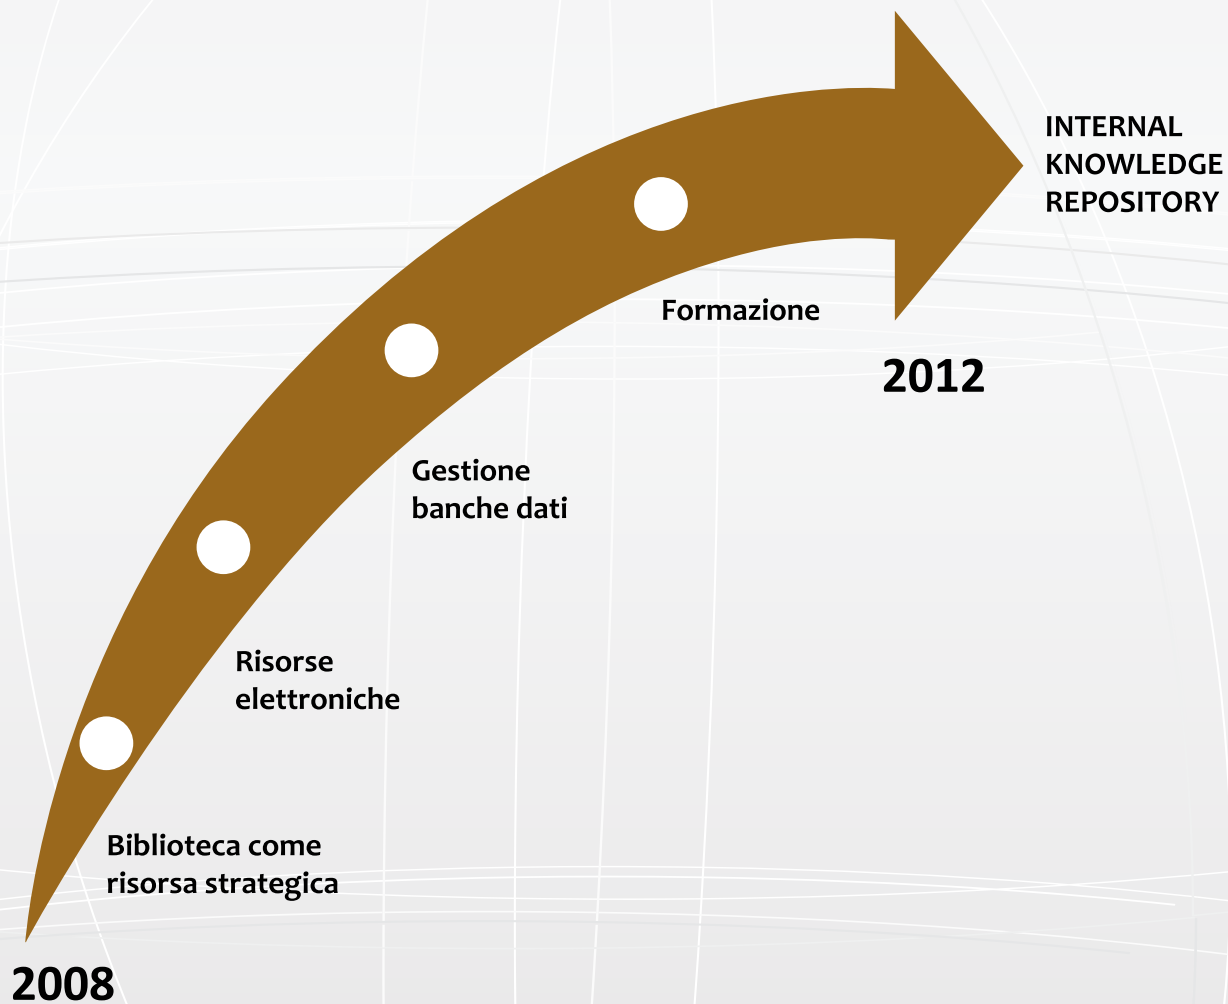 INTERNAL
KNOWLEDGE
REPOSITORY
Formazione
2012
Gestione
banche dati
Risorse
elettroniche
Biblioteca come
risorsa strategica
2008